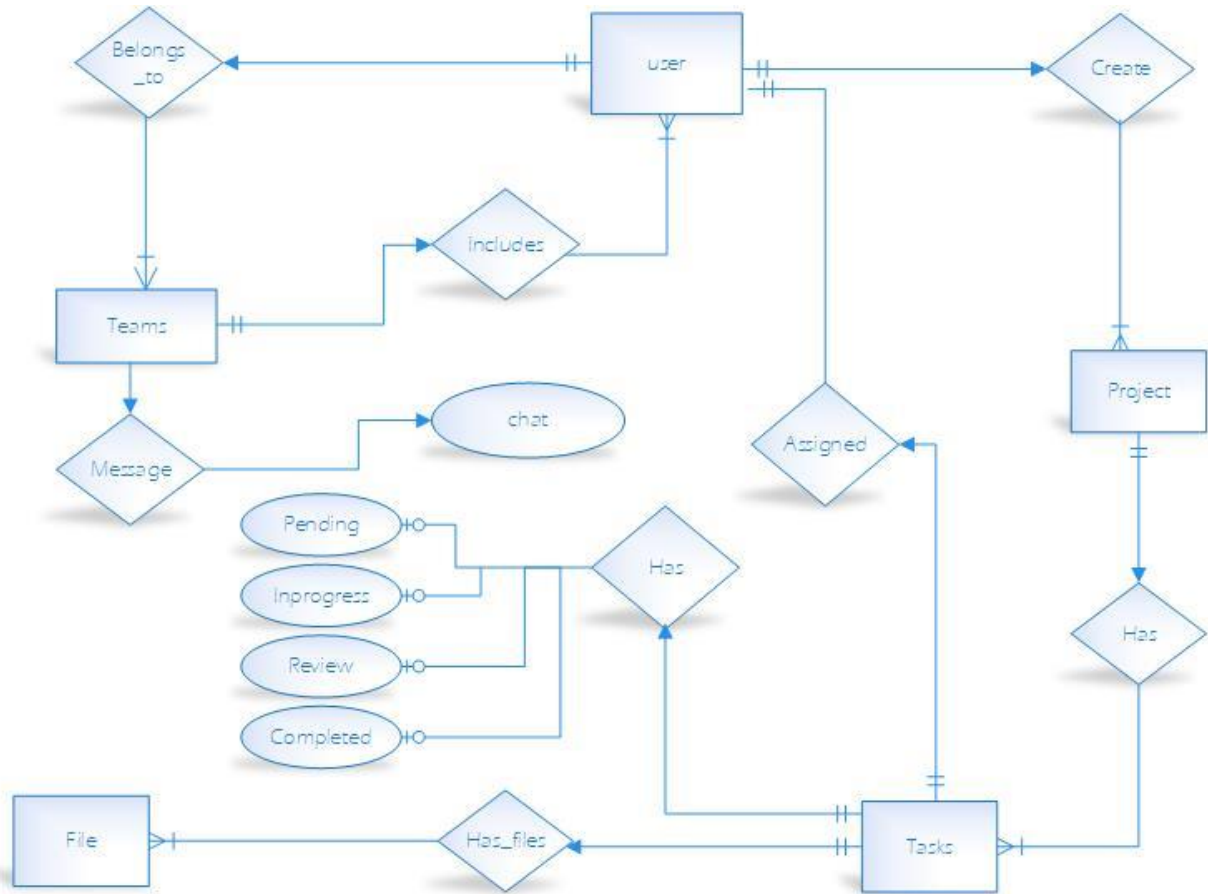 Belongs
_to
user
Create
includes
Teams
Project
chat
Assigned
Message
Pending
Has
Inprogress
Has
Review
Completed
File
Has_files
Tasks